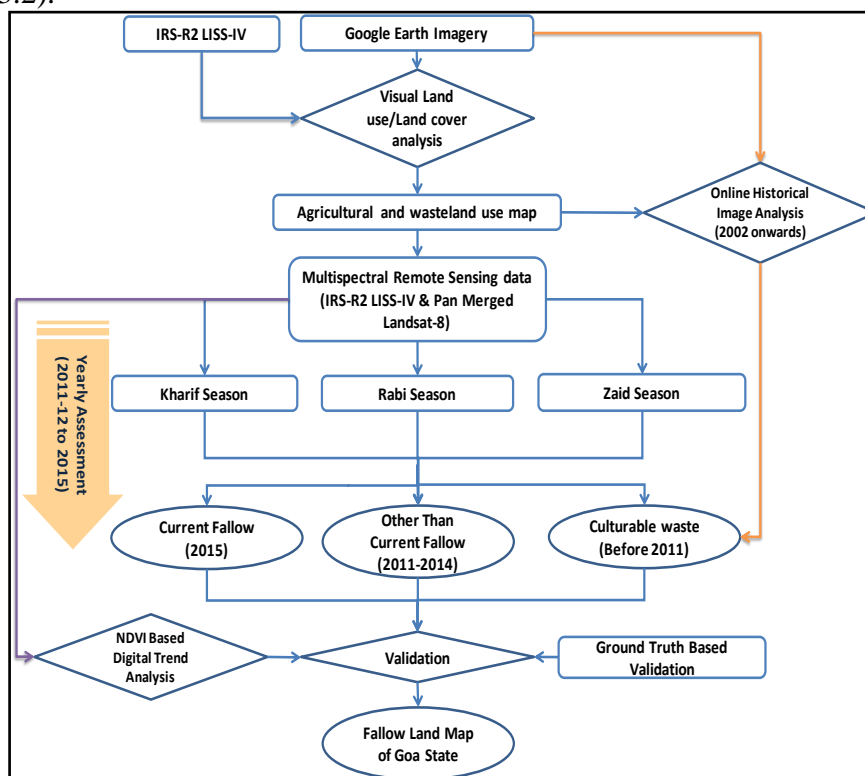 3.2).
IRS-R2 LISS-IV
Google Earth Imagery
Visual Land
use/Land cover
analysis
Online Historical
Image Analysis
(2002 onwards)
Agricultural and wasteland use map
Multispectral Remote Sensing data
(IRS-R2 LISS-IV & Pan Merged
Landsat-8)
Yearly Assessment
(2011-12 to 2015)
Kharif Season
Rabi Season
Zaid Season
Current Fallow
(2015)
Other Than
Current Fallow
(2011-2014)
Culturable waste
(Before 2011)
NDVI Based
Digital Trend
Analysis
Validation
Ground Truth Based
Validation
Fallow Land Map
of Goa State